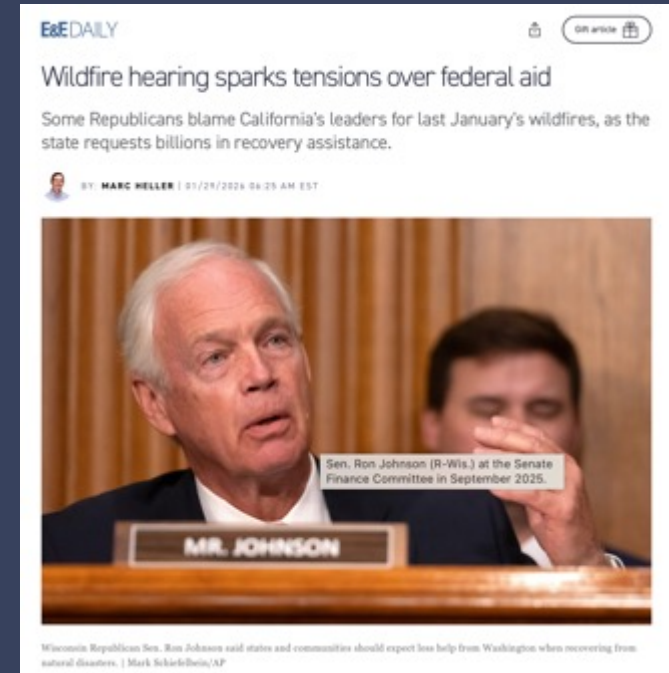 E&E DAILY
Gift article
Wildfire hearing sparks tensions over federal aid
Some Republicans blame California's leaders for last January's wildfires, as the
state requests billions in recovery assistance.
BY: MARC HELLER | 01/29/2026 06:25 AM EST
Sen. Ron Johnson (R-Wis.) at the Senate
Finance Committee in September 2025.
MR. JOHNSON
Wisconsin Republican Sen. Ron Johnson said states and communities should expect less help from Washington when recovering from
natural disasters. | Mark Schiefelbein/AP